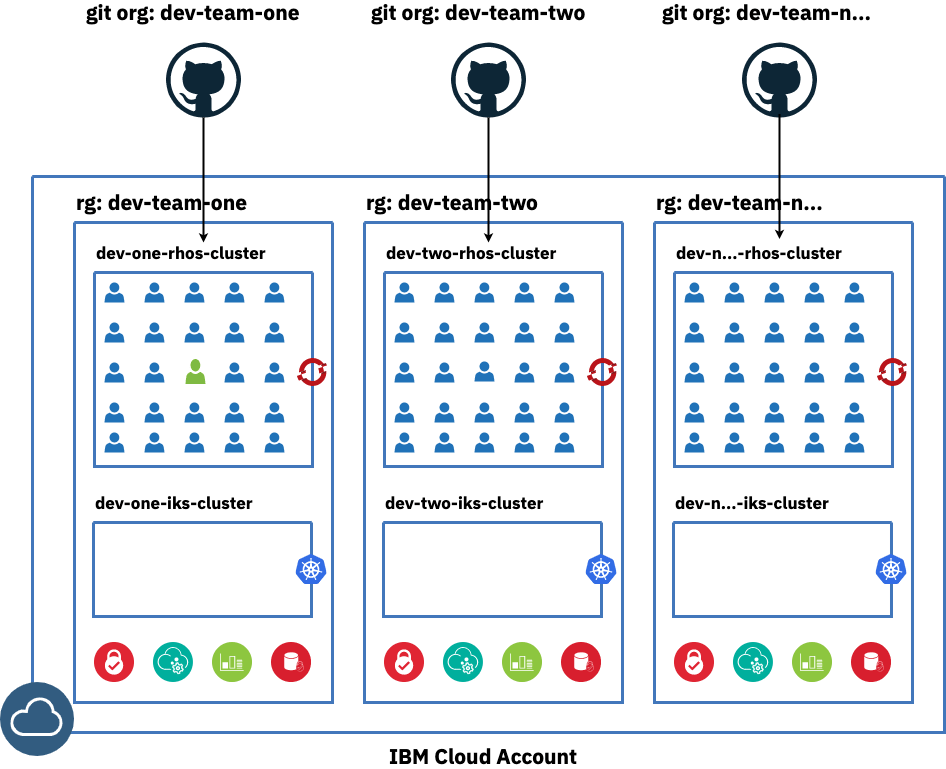 git org: dev-team-one
git org: dev-team-two
git org: dev-team-n...
rg: dev-team-one
rg: dev-team-two
rg: dev-team-n...
dev-one-rhos-cluster
dev-two-rhos-cluster
dev-n...-rhos-cluster
dev-one-iks-cluster
dev-two-iks-cluster
dev-n...-iks-cluster
IBM Cloud Account